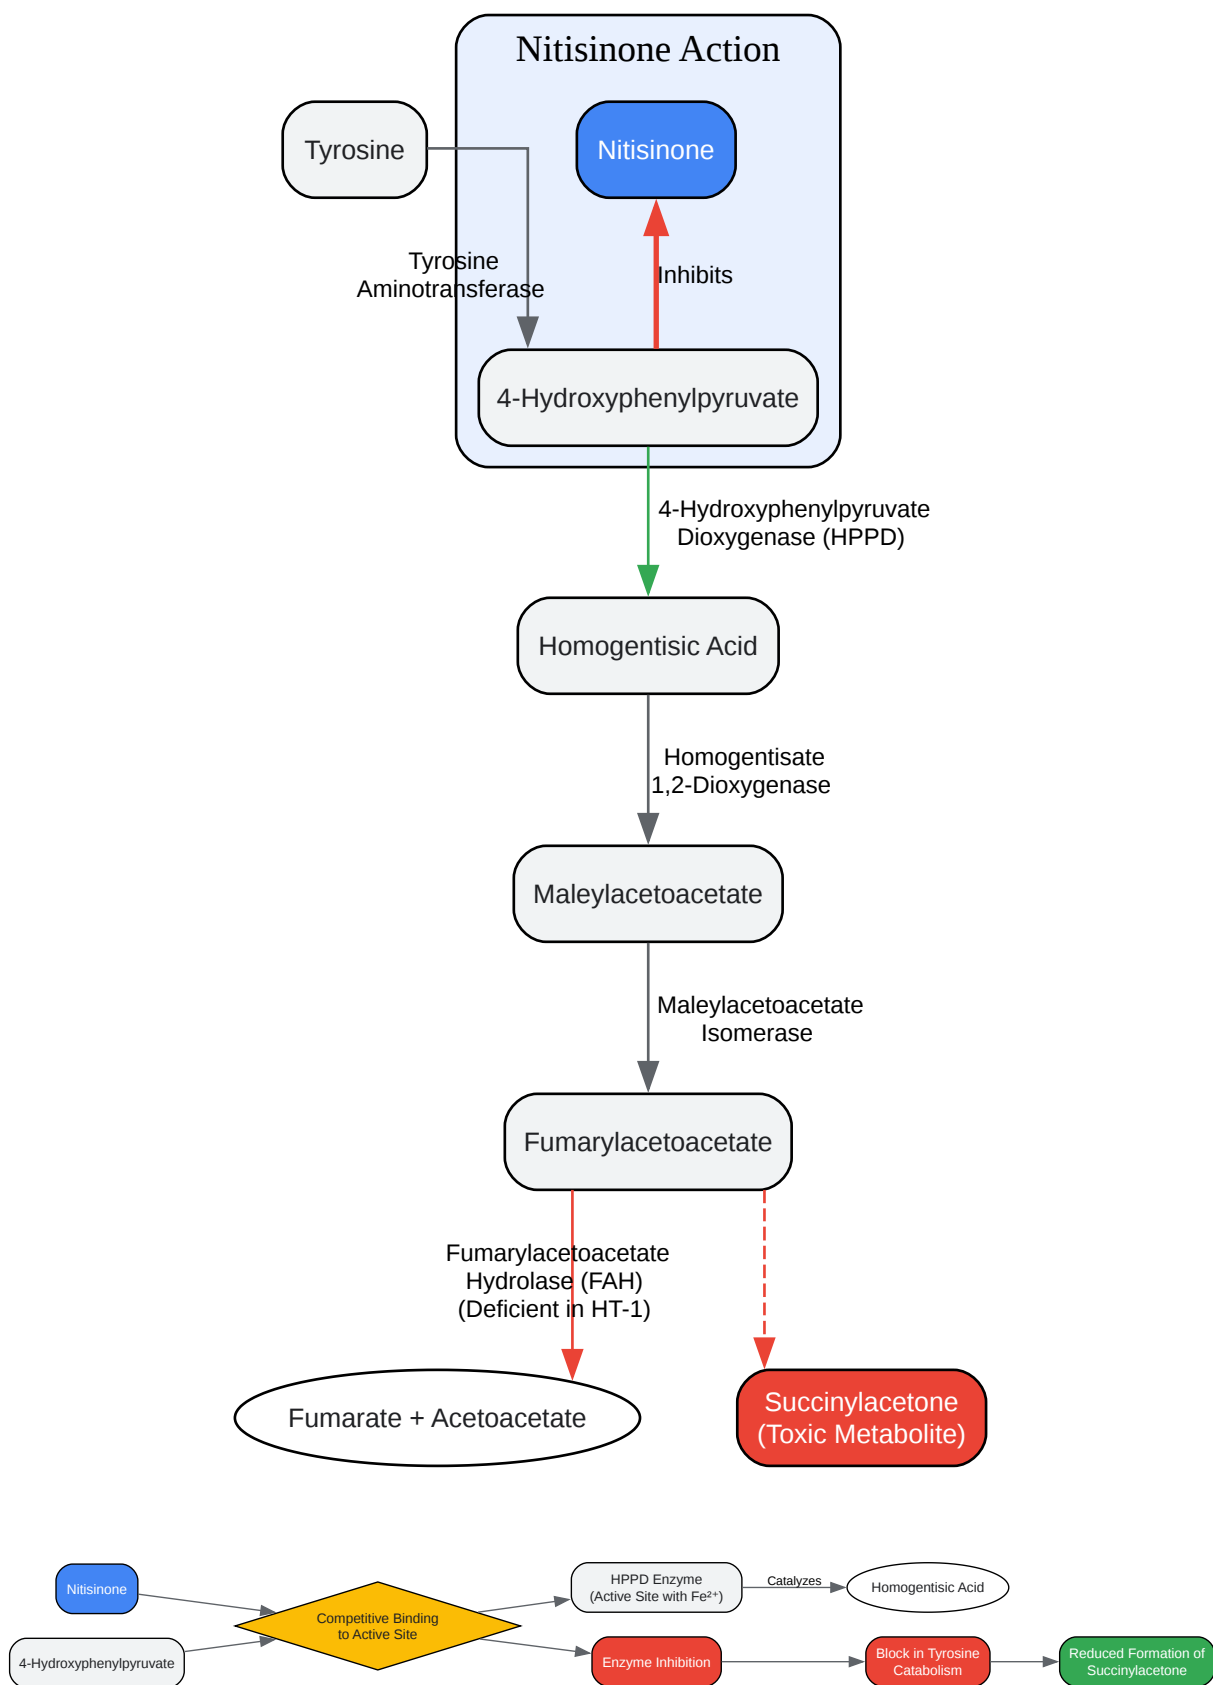 Nitisinone Action
Tyrosine
Nitisinone
Tyrosine
Aminotransferase
Inhibits
4-Hydroxyphenylpyruvate
4-Hydroxyphenylpyruvate
Dioxygenase (HPPD)
Homogentisic Acid
Homogentisate
1,2-Dioxygenase
Maleylacetoacetate
Maleylacetoacetate
Isomerase
Fumarylacetoacetate
Fumarylacetoacetate
Hydrolase (FAH)
(Deficient in HT-1)
Fumarate + Acetoacetate
Succinylacetone
(Toxic Metabolite)
Nitisinone
4-Hydroxyphenylpyruvate
Competitive Binding
to Active Site
HPPD Enzyme
(Active Site with Fe²⁺)
Catalyzes
Homogentisic Acid
Enzyme Inhibition
Block in Tyrosine
Catabolism
Reduced Formation of
Succinylacetone